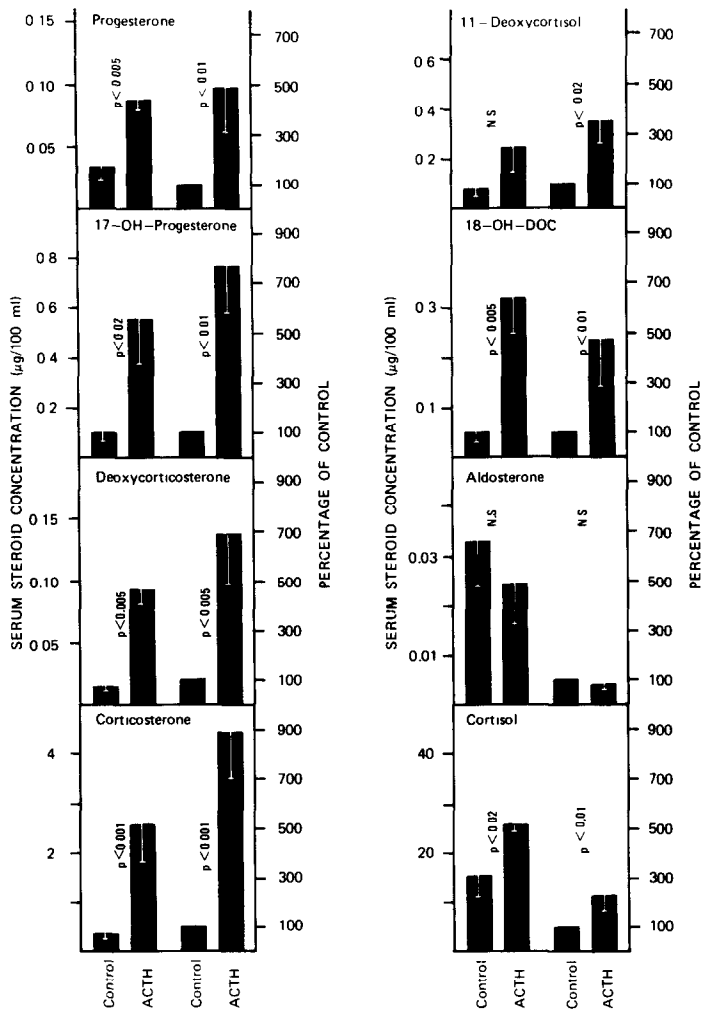 Progesterone
0 15
0 10
0 05
p< 0 005
p< 0 01
700
500
300
100
17-OH-Progesterone
0 8
0 6
0 4
0 2
p<0 02
p<0 01
900
700
500
300
100
Deoxycorticosterone
0 15
0.10
0 05
p<0.005
p<0 005
900
700
500
300
100
Corticosterone
4
2
p<0.001
p<0 001
900
700
500
300
100
Control
ACTH
Control
ACTH
SERUM STEROID CONCENTRATION (μg/100 ml)
PERCENTAGE OF CONTROL
11-Deoxycortisol
0 6
0 4
0 2
N S
p< 0 02
700
500
300
100
18-OH-DOC
0.3
0.1
p< 0 005
p<0 01
900
700
500
300
100
Aldosterone
0.03
0.01
N.S
N S
900
700
500
300
100
Cortisol
40
20
p<0 02
p< 0.01
900
700
500
300
100
Control
ACTH
Control
ACTH
SERUM STEROID CONCENTRATION (μg/100 ml)
PERCENTAGE OF CONTROL